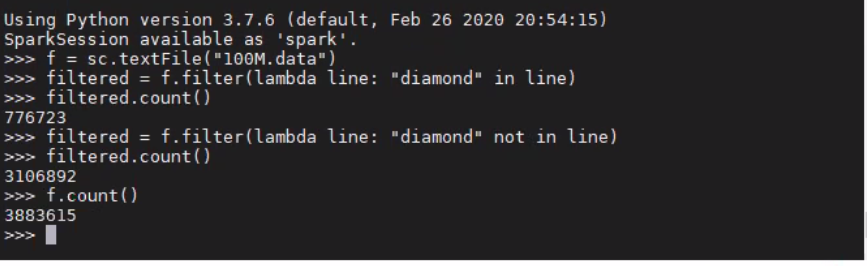 Using Python version 3.7.6 (default, Feb 26 2020 20:54:15)
SparkSession available as 'spark'.
>>> f = sc.textFile("100M.data")
>>> filtered = f.filter(lambda line: "diamond" in line)
>>> filtered.count()
776723
>>> filtered = f.filter(lambda line: "diamond" not in line)
>>> filtered.count()
3106892
>>> f.count()
3883615
>>>